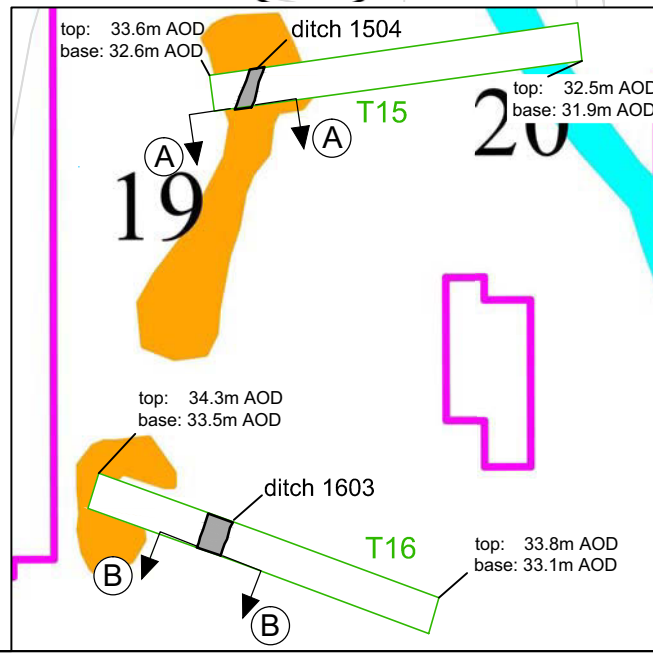 top: 33.6m AOD
base: 32.6m AOD
ditch 1504
top: 32.5m AOD
base: 31.9m AOD
T15
20
A
A
19
top: 34.3m AOD
base: 33.5m AOD
ditch 1603
T16
top: 33.8m AOD
base: 33.1m AOD
B
B